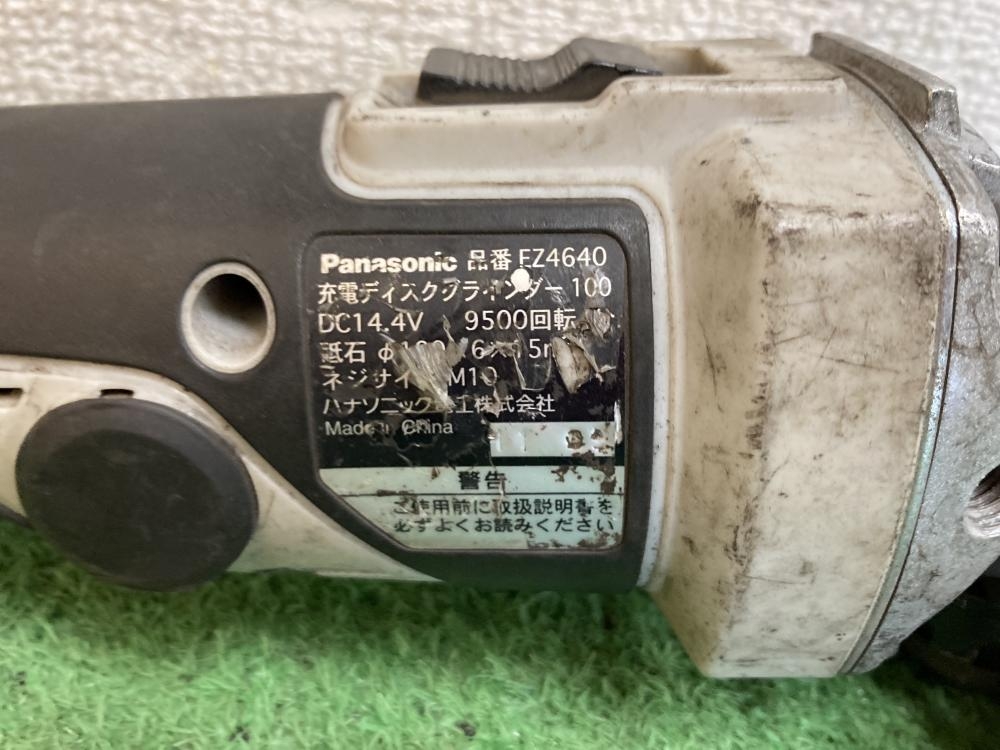 Panasonic 品番 EZ4640
充電ディスクグラインダー 100
DC14.4V 9500回転
砥石
ネジサイ M10
パナソニック 工株式会社
Made in China
警告
ご使用前に取扱説明書を
必ずよくお読みください